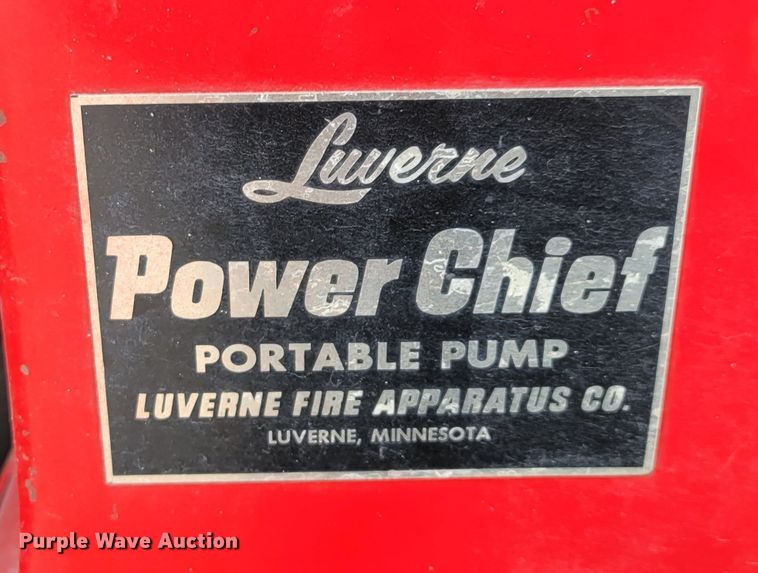 Luverne
Power Chief
PORTABLE PUMP
LUVERNE FIRE APPARATUS CO.
LUVERNE, MINNESOTA
Purple Wave Auction